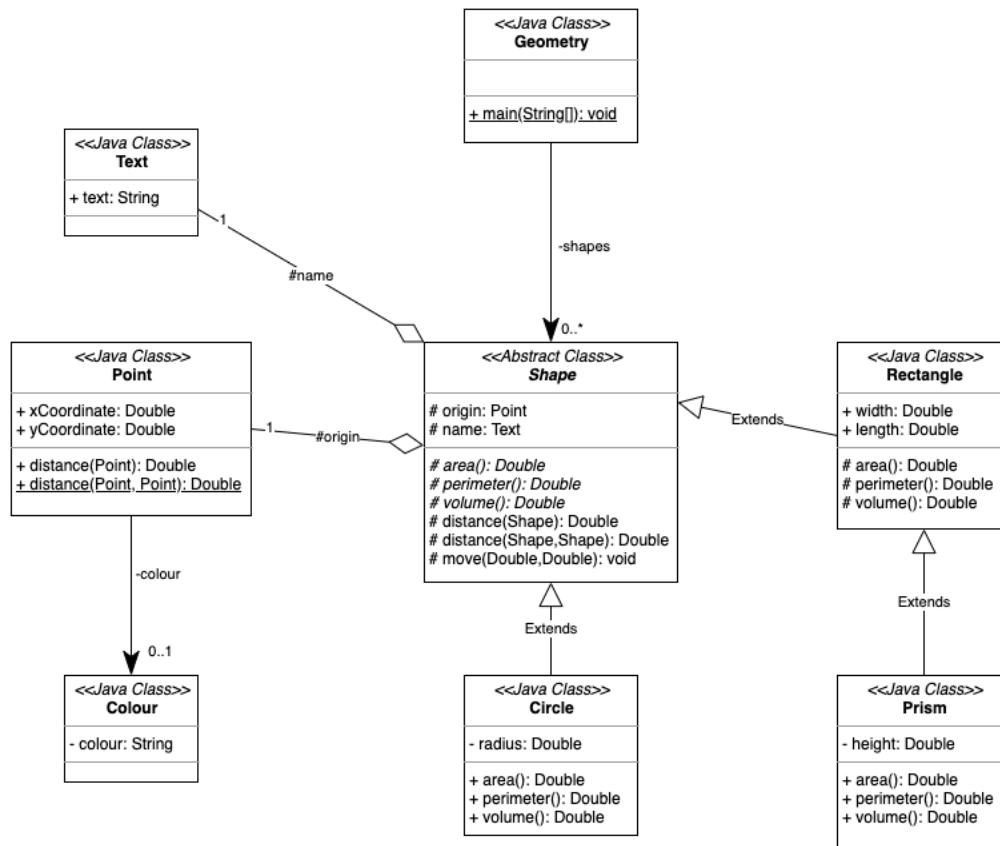 <<Java Class>>
Geometry
+ main(String[]): void
<<Java Class>>
Text
+ text: String
1
#name
-shapes
0..*
<<Java Class>>
Point
+ xCoordinate: Double
+ yCoordinate: Double
+ distance(Point): Double
+ distance(Point, Point): Double
1
#origin
<<Abstract Class>>
Shape
# origin: Point
# name: Text
# area(): Double
# perimeter(): Double
# volume(): Double
# distance(Shape): Double
# distance(Shape,Shape): Double
# move(Double,Double): void
Extends
<<Java Class>>
Rectangle
+ width: Double
+ length: Double
# area(): Double
# perimeter(): Double
# volume(): Double
-colour
0..1
Extends
Extends
<<Java Class>>
Colour
- colour: String
<<Java Class>>
Circle
- radius: Double
+ area(): Double
+ perimeter(): Double
+ volume(): Double
<<Java Class>>
Prism
- height: Double
+ area(): Double
+ perimeter(): Double
+ volume(): Double